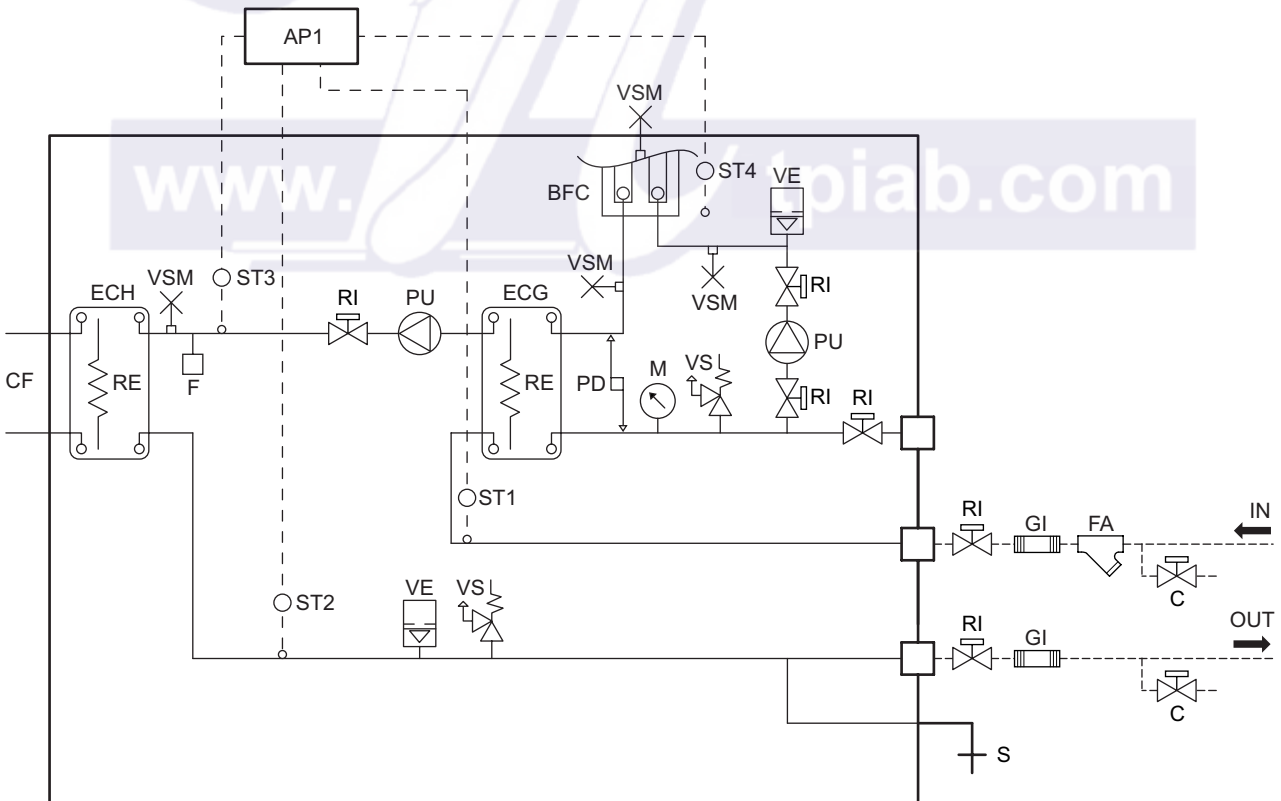 AP1
VSM
www. tpiab.com
BFC
ST4
VE
VSM
ST3
VSM
VSM
RI
ECH
RI
PU
ECG
PU
CF
RE
F
RE
PD
M
VS
RI
RI
ST1
RI
GI
FA
IN
C
ST2
VE
VS
RI
GI
OUT
C
S